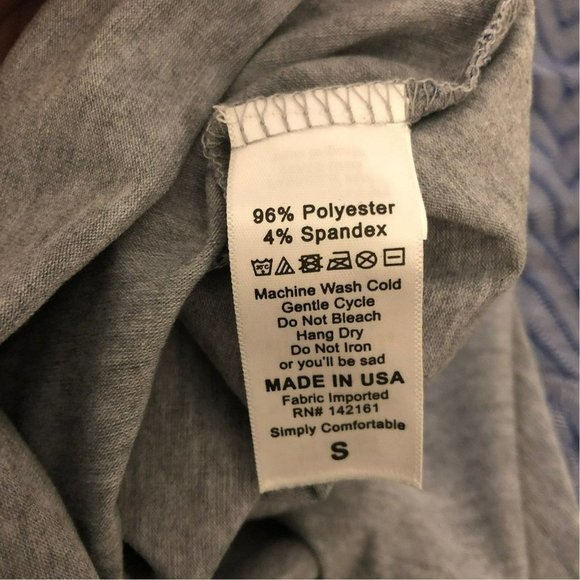 96% Polyester
4% Spandex
30°C
Machine Wash Cold
Gentle Cycle
Do Not Bleach
Hang Dry
Do Not Iron
or you'll be sad
MADE IN USA
Fabric Imported
RN# 142161
Simply Comfortable
S